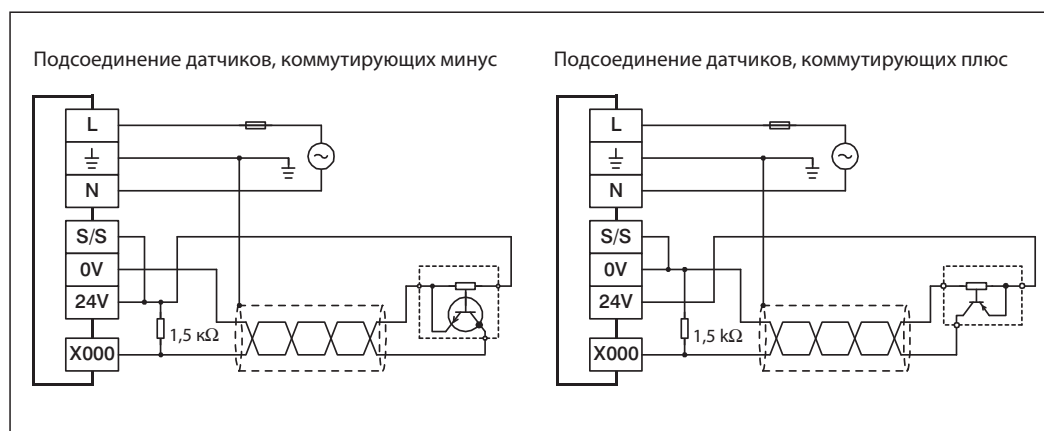 Подсоединение датчиков, коммутирующих минус
L
N
S/S
0V
24V
X000
1,5 кΩ
Подсоединение датчиков, коммутирующих плюс
L
N
S/S
0V
24V
X000
1,5 kΩ